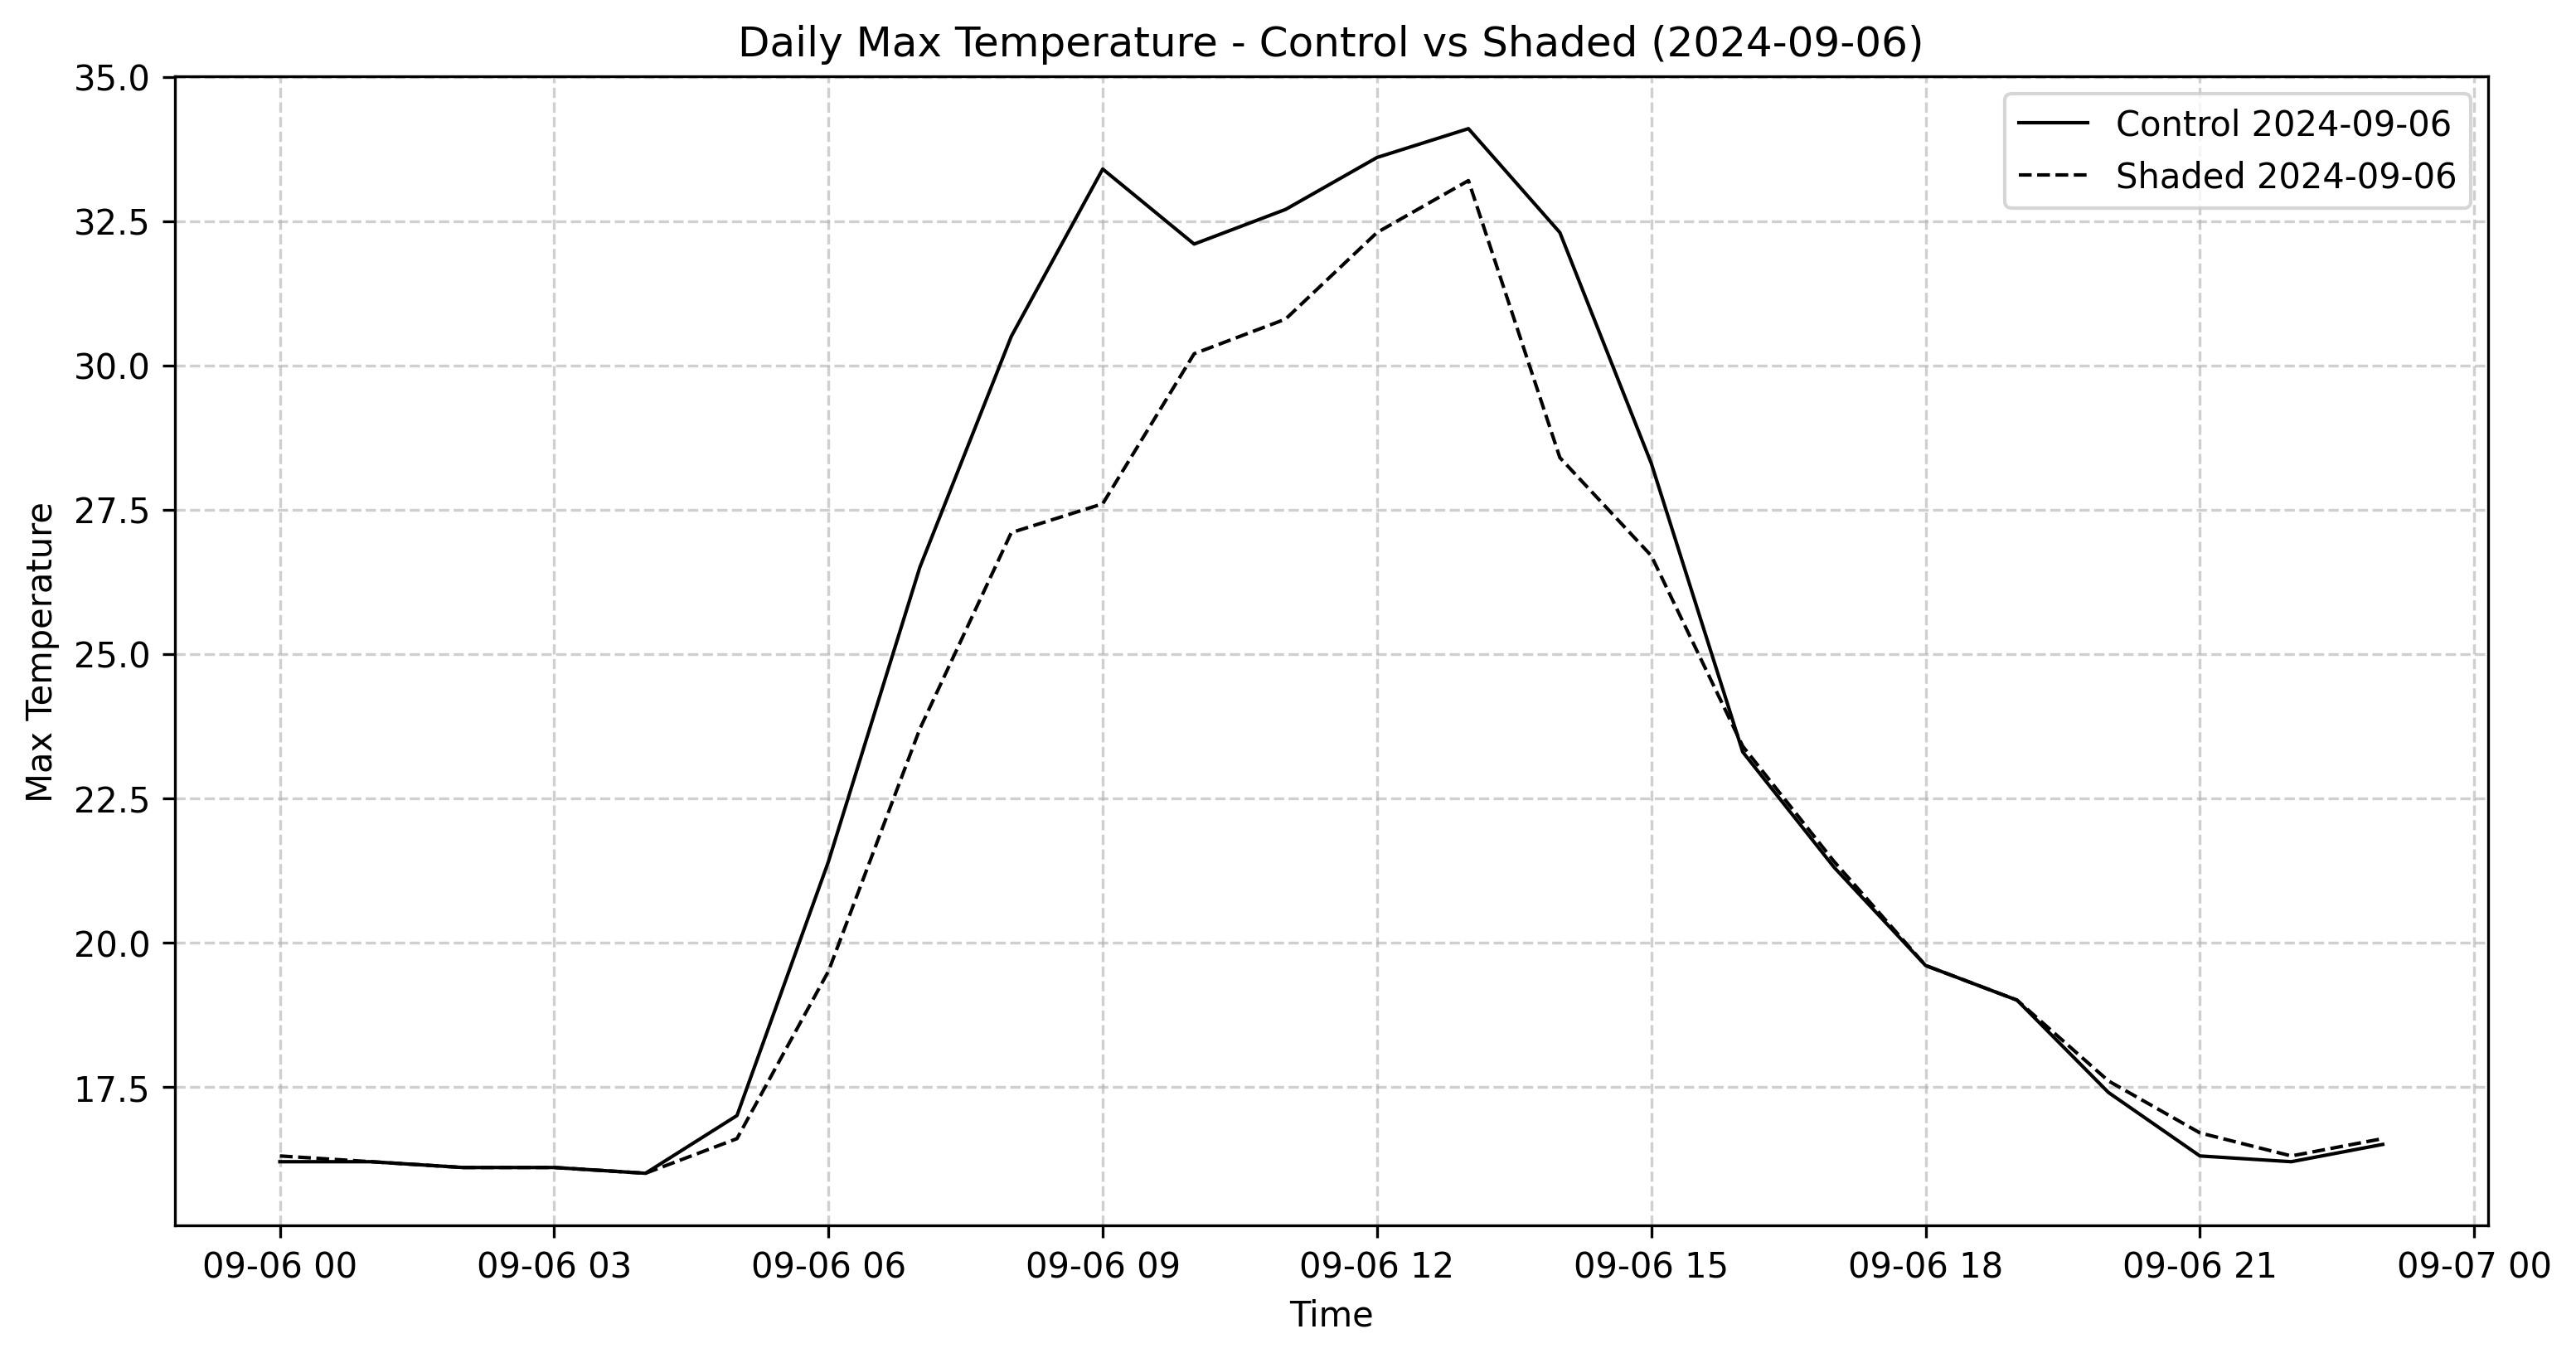 Daily Max Temperature - Control vs Shaded (2024-09-06)
Control 2024-09-06
Shaded 2024-09-06
Max Temperature
35.0
32.5
30.0
27.5
25.0
22.5
20.0
17.5
09-06 00 09-06 03 09-06 06 09-06 09 09-06 12 09-06 15 09-06 18 09-06 21 09-07 00
Time